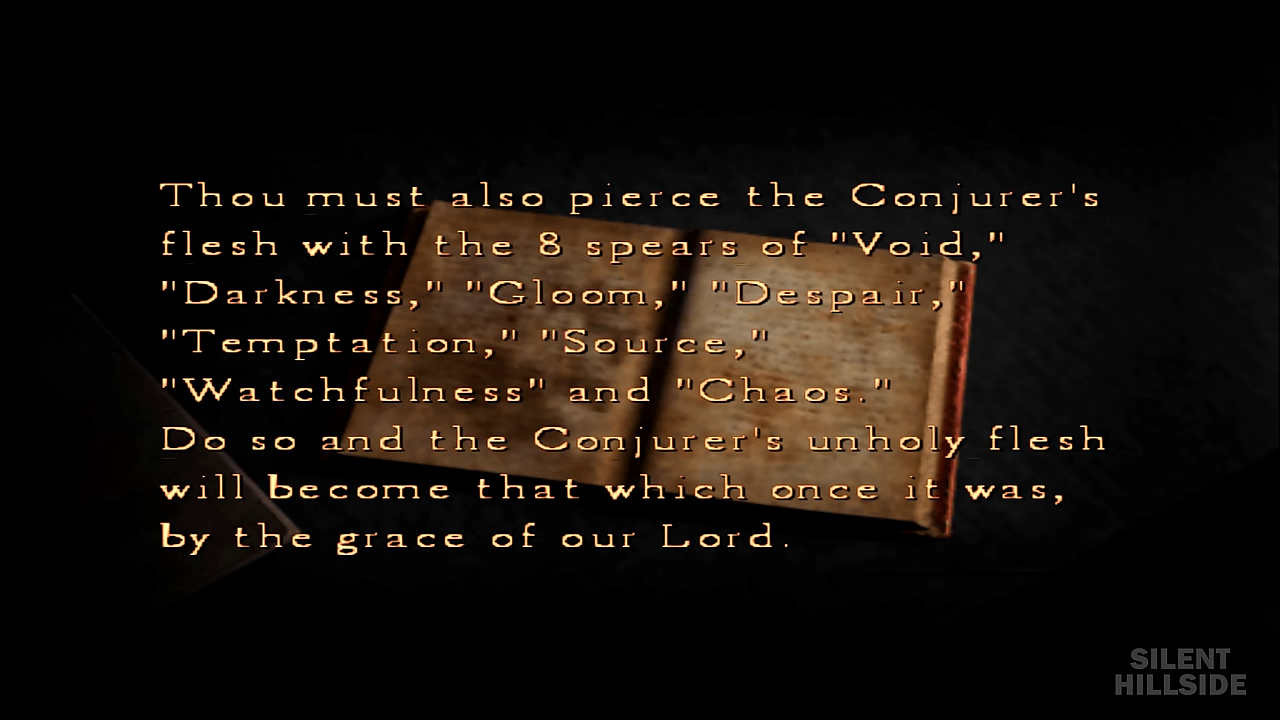 Thou must also pierce the Conjurer's
flesh with the 8 spears of "Void,"
"Darkness," "Gloom," "Despair,"
"Temptation," "Source,"
"Watchfulness" and "Chaos."
Do so and the Conjurer's unholy flesh
will become that which once it was,
by the grace of our Lord.
SILENT
HILLSIDE